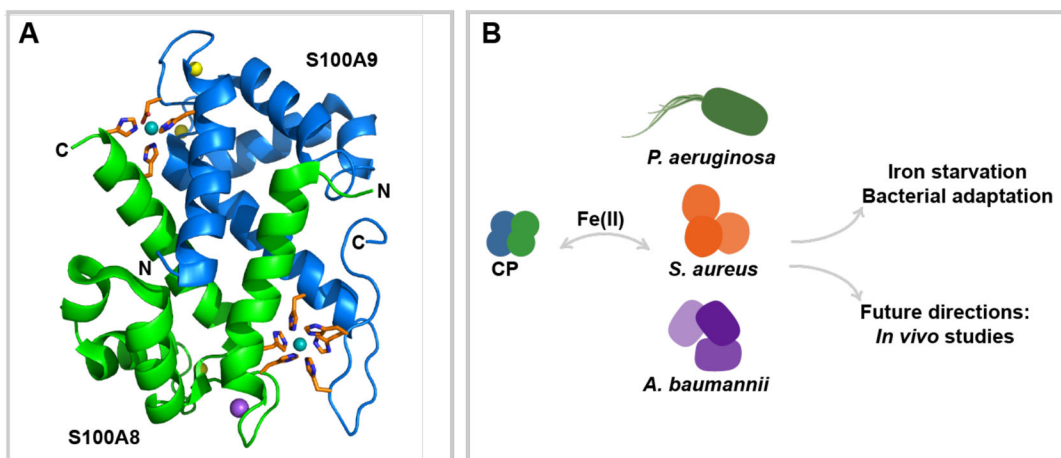 A
S100A9
C
N
C
N
S100A8
B
P. aeruginosa
Iron starvation
Bacterial adaptation
Fe(II)
CP
S. aureus
Future directions:
In vivo studies
A. baumannii